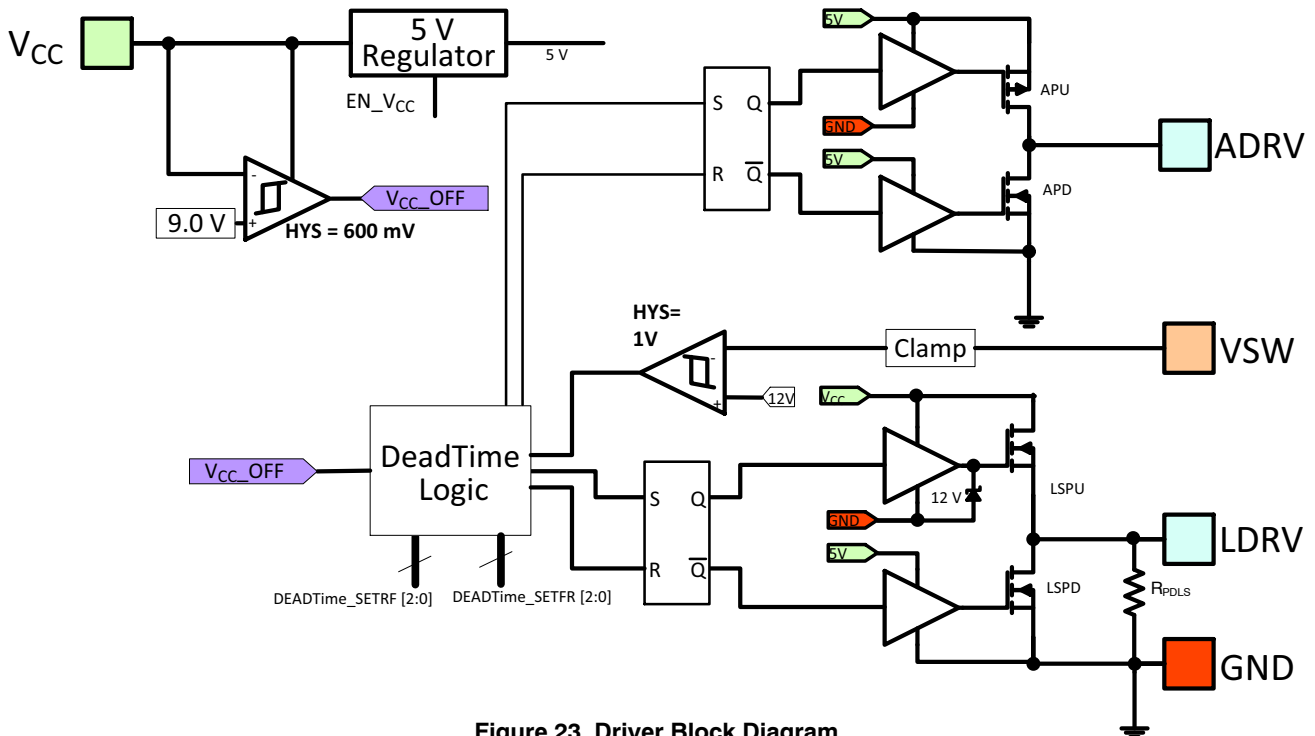 VCC
5 V
Regulator
5 V
EN_VCC
9.0 V
-
+
HYS = 600 mV
VCC_OFF
S
Q
R
Q
5V
GND
5V
APU
APD
ADRV
HYS=
1V
-
+
12V
Clamp
VSW
VCC_OFF
DeadTime
Logic
DEADTime_SETRF [2:0]
DEADTime_SETFR [2:0]
S
Q
R
Q
VCC
GND
12 V
5V
LSPU
LSPD
LDRV
RPDLS
GND
Figure 23. Driver Block Diagram